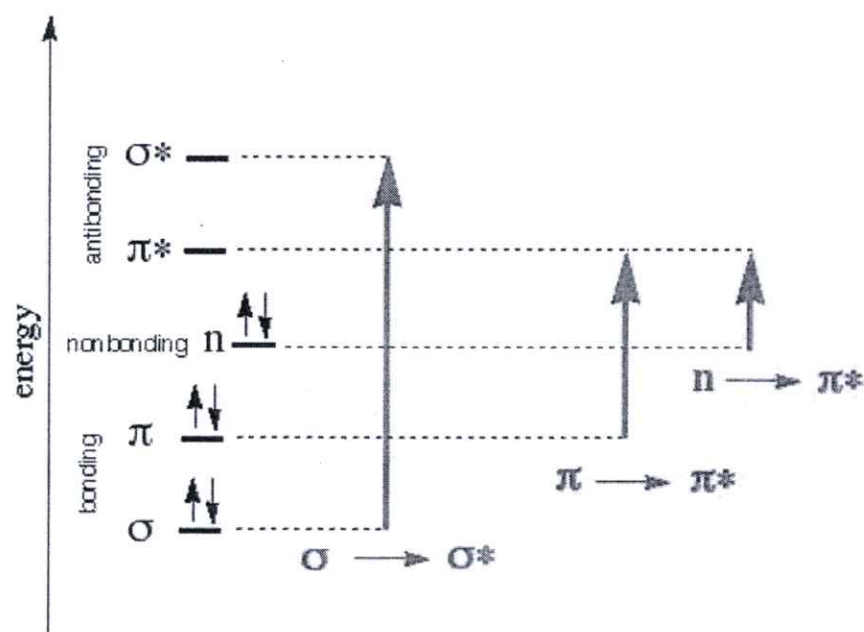 energy
antibonding
σ*
π*
nonbonding n
bonding
π
σ
σ → σ*
π → π*
n → π*